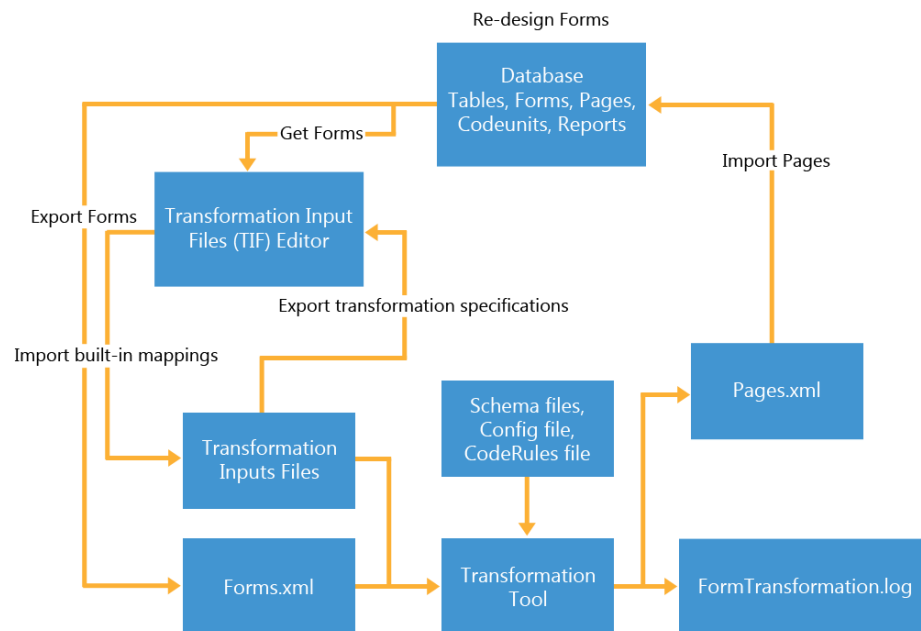 Re-design Forms
Database
Tables, Forms, Pages,
Codeunits, Reports
Get Forms
Import Pages
Transformation Input
Files (TIF) Editor
Export Forms
Export transformation specifications
Import built-in mappings
Pages.xml
Schema files,
Config file,
CodeRules file
Transformation
Inputs Files
Forms.xml
Transformation
Tool
FormTransformation.log